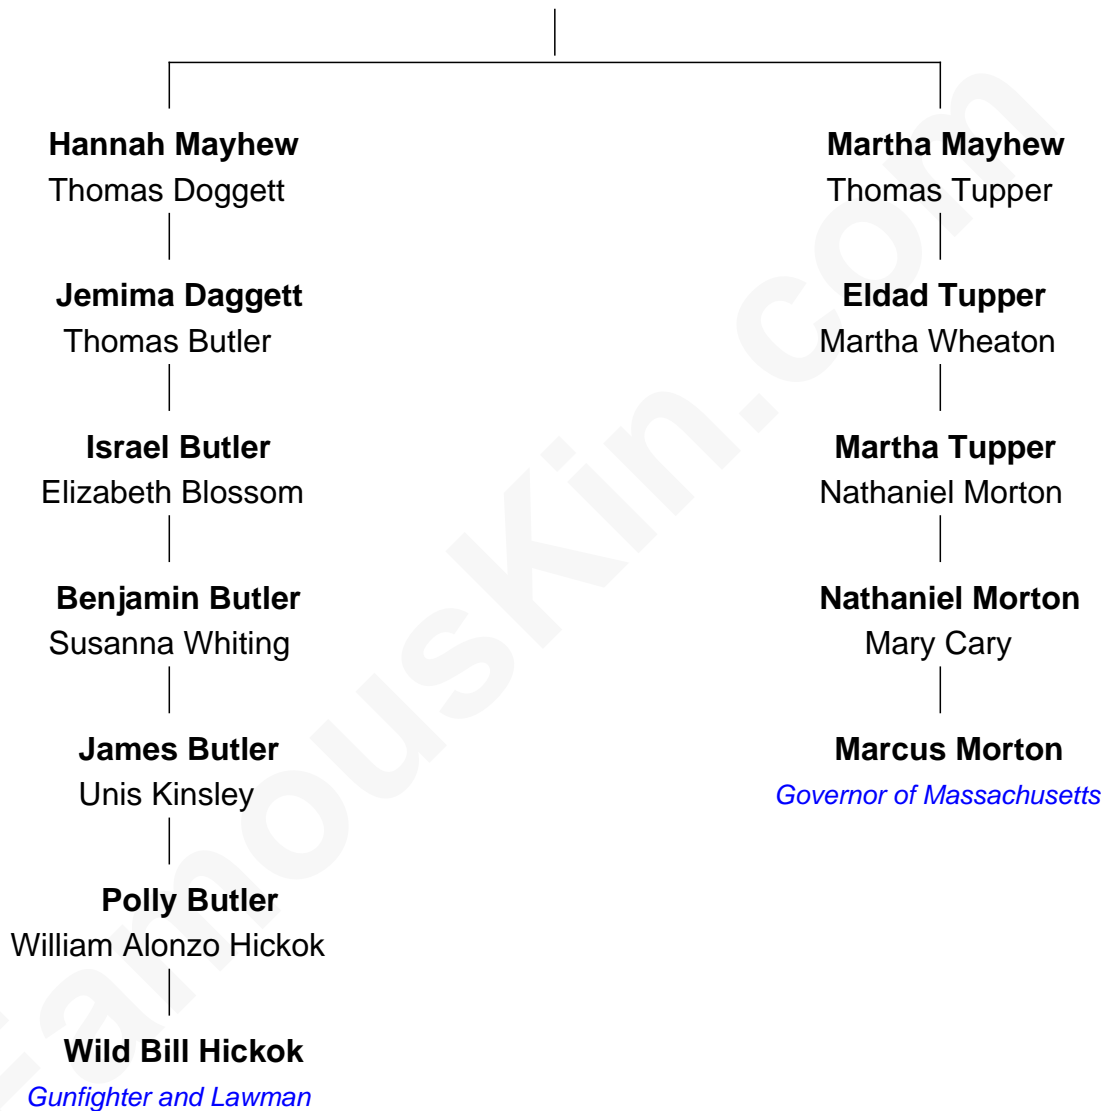 Hannah Mayhew
Thomas Doggett
Jemima Daggett
Thomas Butler
Israel Butler
Elizabeth Blossom
Benjamin Butler
Susanna Whiting
James Butler
Unis Kinsley
Polly Butler
William Alonzo Hickok
Wild Bill Hickok
Gunfighter and Lawman
Martha Mayhew
Thomas Tupper
Eldad Tupper
Martha Wheaton
Martha Tupper
Nathaniel Morton
Nathaniel Morton
Mary Cary
Marcus Morton
Governor of Massachusetts
FamousKin.com